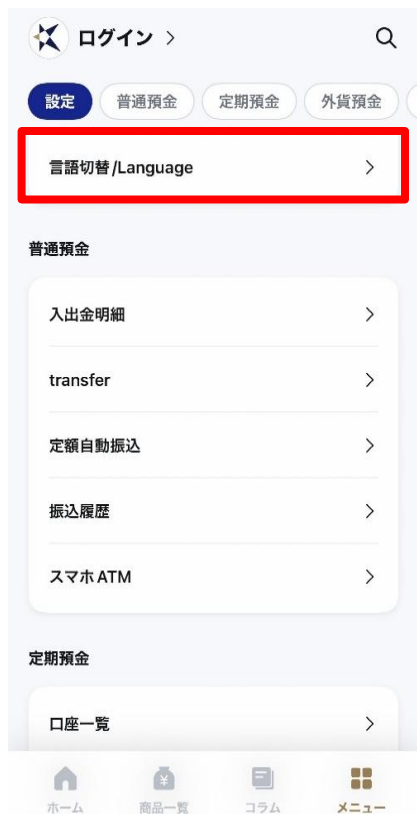 ログイン
設定 普通預金 定期預金 外貨預金
言語切替/Language
普通預金
入出金明細
transfer
定額自動振込
振込履歴
スマホATM
定期預金
口座一覧
ホーム 商品一覧 コラム メニュー